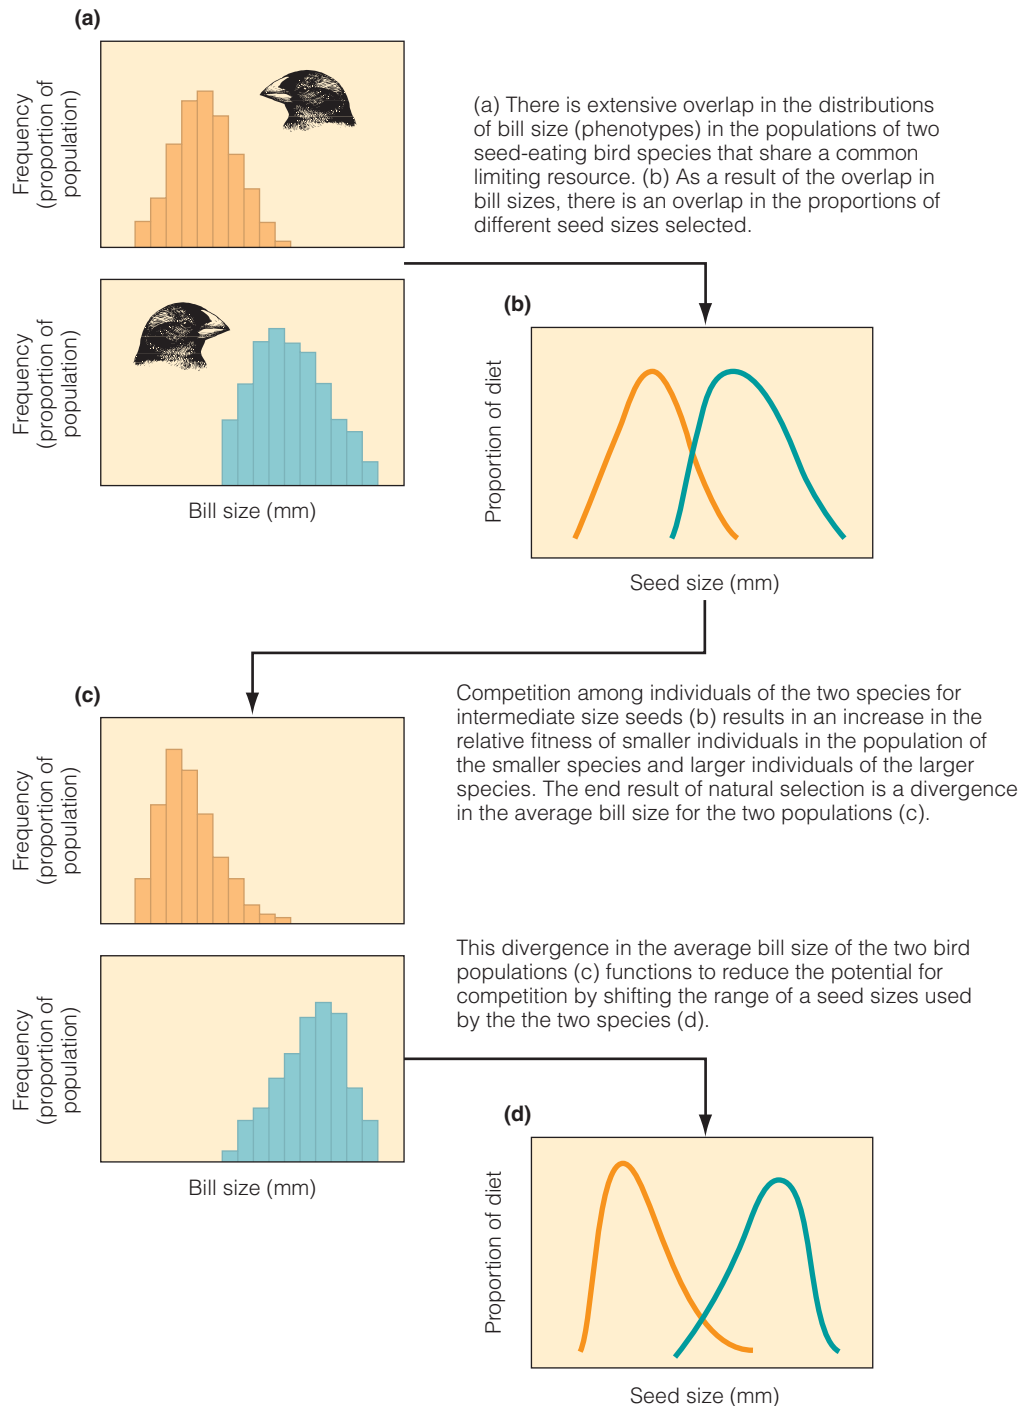 (a)
Frequency
(proportion of
population)
(a) There is extensive overlap in the distributions
of bill size (phenotypes) in the populations of two
seed-eating bird species that share a common
limiting resource. (b) As a result of the overlap in
bill sizes, there is an overlap in the proportions of
different seed sizes selected.
Frequency
(proportion of
population)
Bill size (mm)
(b)
Proportion of diet
Seed size (mm)
(c)
Frequency
(proportion of
population)
Competition among individuals of the two species for
intermediate size seeds (b) results in an increase in the
relative fitness of smaller individuals in the population of
the smaller species and larger individuals of the larger
species. The end result of natural selection is a divergence
in the average bill size for the two populations (c).
Frequency
(proportion of
population)
Bill size (mm)
This divergence in the average bill size of the two bird
populations (c) functions to reduce the potential for
competition by shifting the range of a seed sizes used
by the the two species (d).
(d)
Proportion of diet
Seed size (mm)